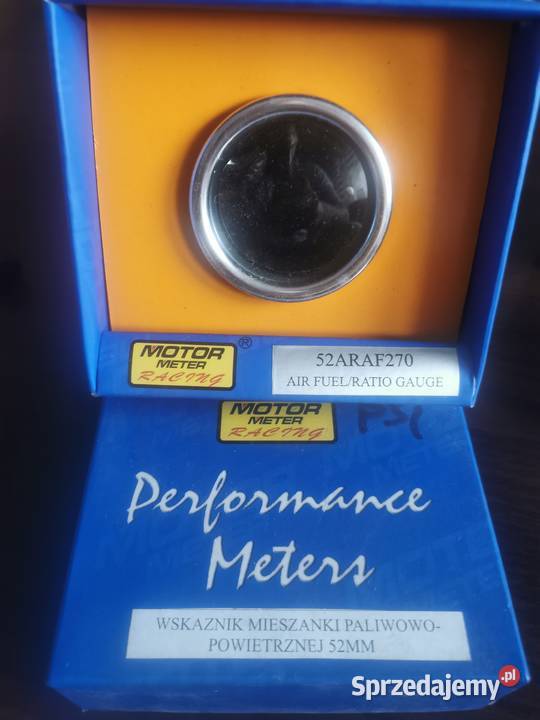 MOTOR
METER
RACING
®
52ARAF270
AIR FUEL/RATIO GAUGE
MOTOR
METER
RACING
PSI
Performance
Meters
WSKAZNIK MIESZANKI PALIWOWO-
POWIETRZNEJ 52MM
Sprzedajemy.pl